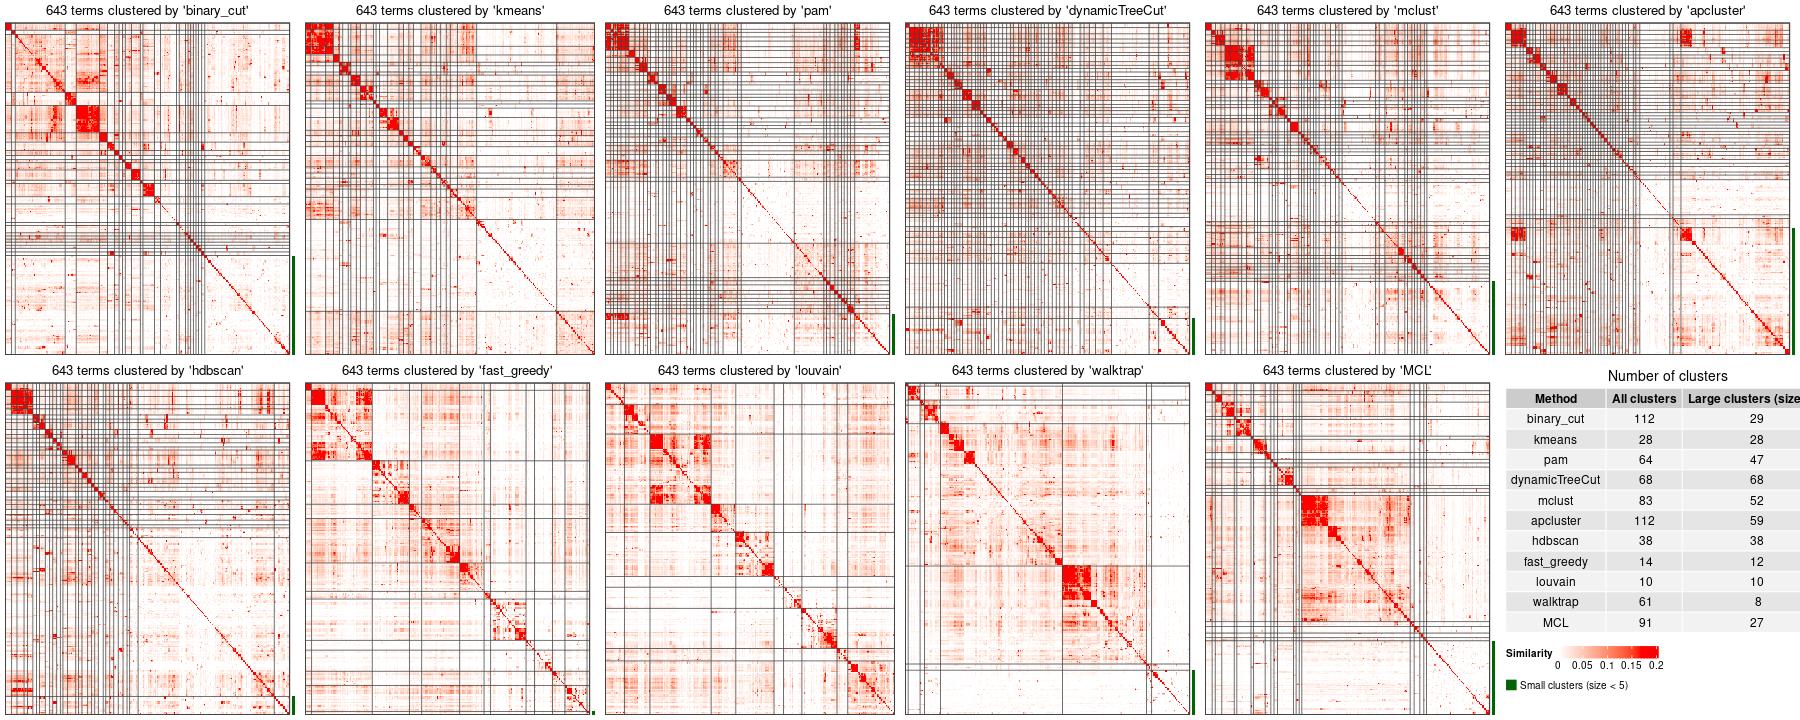 643 terms clustered by 'binary_cut'
643 terms clustered by 'kmeans'
643 terms clustered by 'pam'
643 terms clustered by 'dynamicTreeCut'
643 terms clustered by 'mclust'
643 terms clustered by 'apcluster'
643 terms clustered by 'hdbscan'
643 terms clustered by 'fast_greedy'
643 terms clustered by 'louvain'
643 terms clustered by 'walktrap'
643 terms clustered by 'MCL'
Number of clusters
Method All clusters Large clusters (size
binary_cut 112 29
kmeans 28 28
pam 64 47
dynamicTreeCut 68 68
mclust 83 52
apcluster 112 59
hdbscan 38 38
fast_greedy 14 12
louvain 10 10
walktrap 61 8
MCL 91 27
Similarity
0 0.05 0.1 0.15 0.2
Small clusters (size < 5)